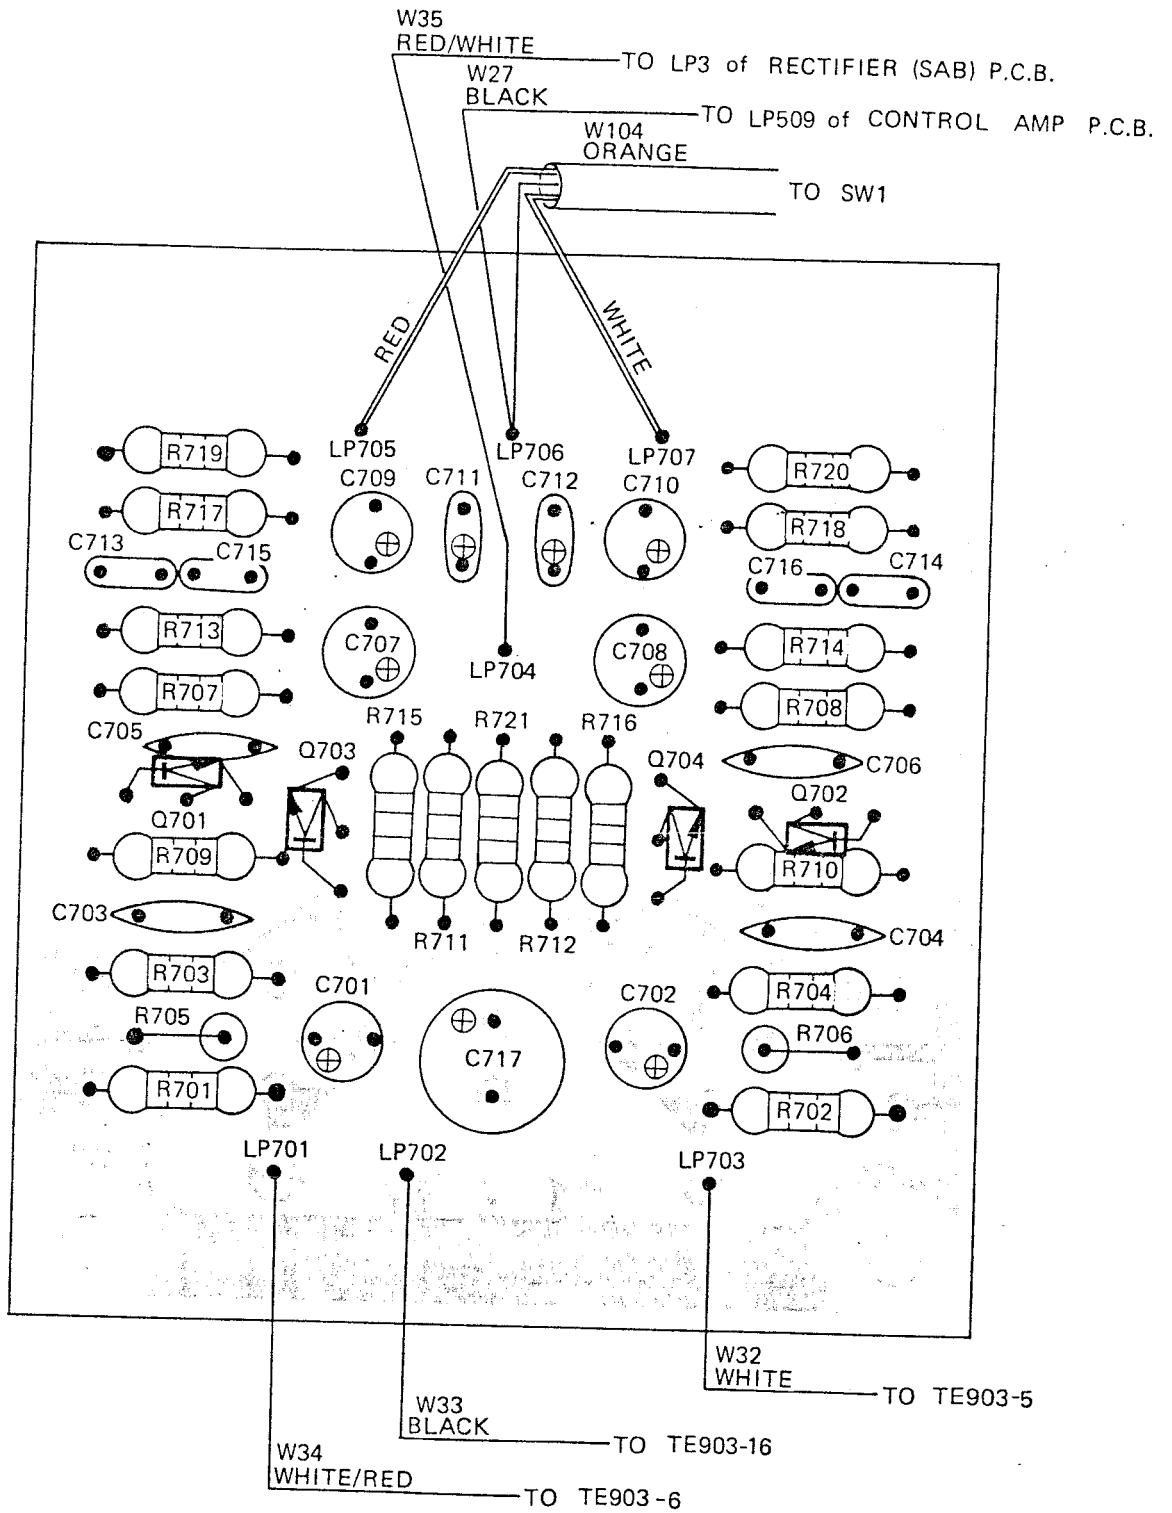 W35
RED/WHITE
TO LP3 of RECTIFIER (SAB) P.C.B.
W27
BLACK
TO LP509 of CONTROL AMP P.C.B.
W104
ORANGE
TO SW1
RED
WHITE
LP705
LP706
LP707
R719
R720
C709
C711
C712
C710
R717
R718
C713
C715
C716
C714
R713
C707
LP704
C708
R714
R707
R708
R715
R721
R716
C705
Q703
Q704
C706
Q701
Q702
R709
R710
C703
R711
R712
C704
R703
C701
C702
R704
R705
C717
R706
R701
R702
LP701
LP702
LP703
W32
WHITE
TO TE903-5
W33
BLACK
TO TE903-16
W34
WHITE/RED
TO TE903-6